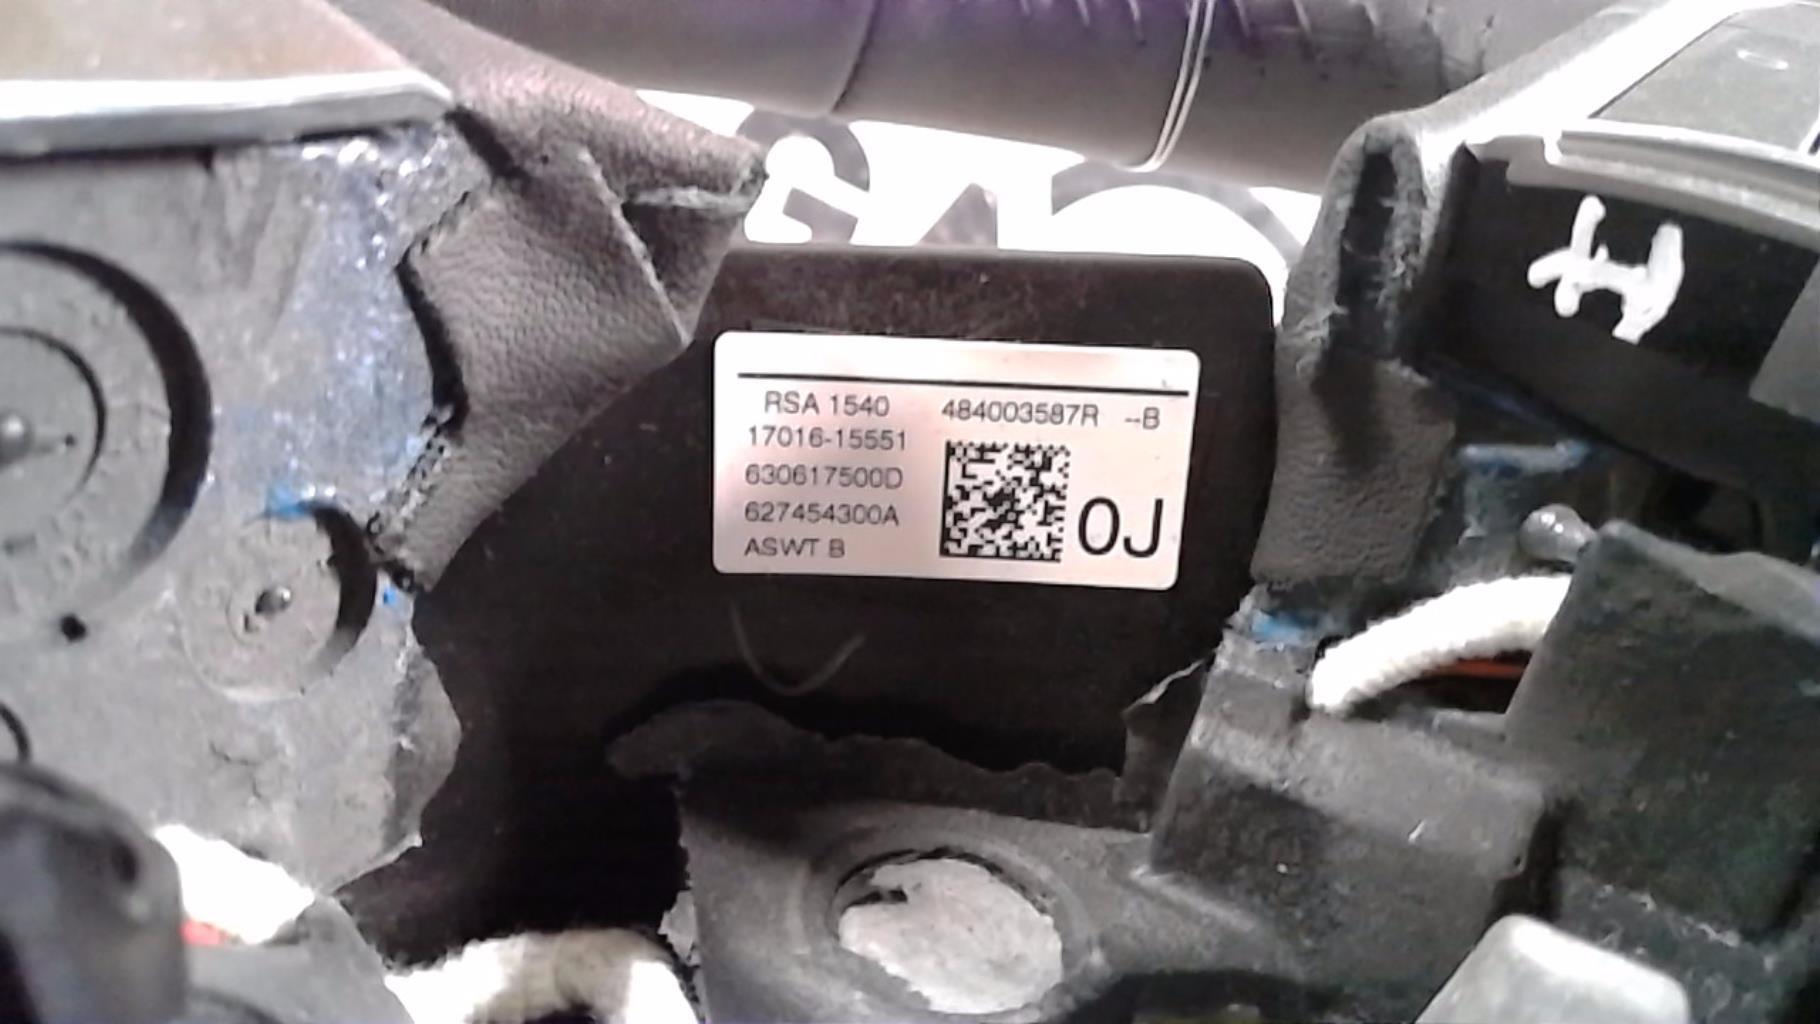 RSA 1540 484003587R --B
17016-15551
630617500D
627454300A
ASWT B
0J
H